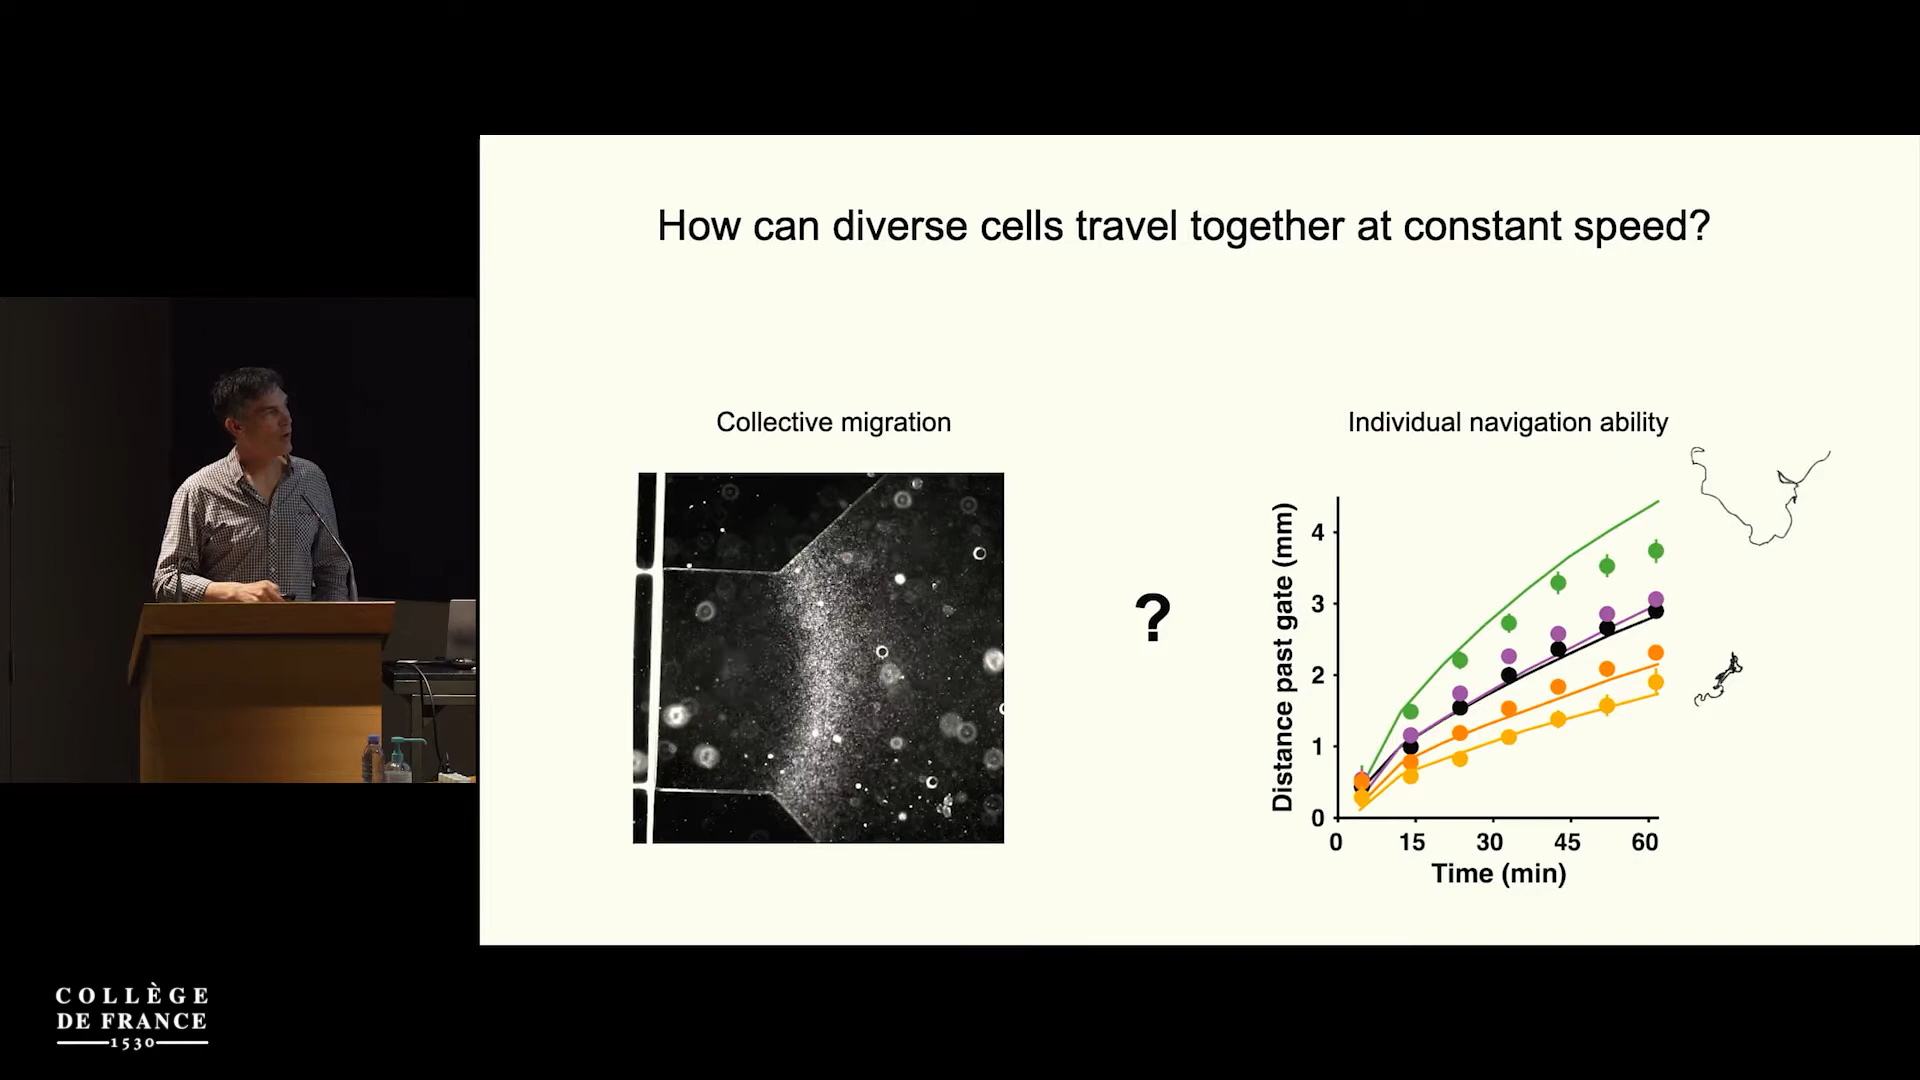 How can diverse cells travel together at constant speed?
Collective migration
Individual navigation ability
?
Distance past gate (mm)
4
3
2
1
0
0 15 30 45 60
Time (min)
COLLÈGE
DE FRANCE
1530